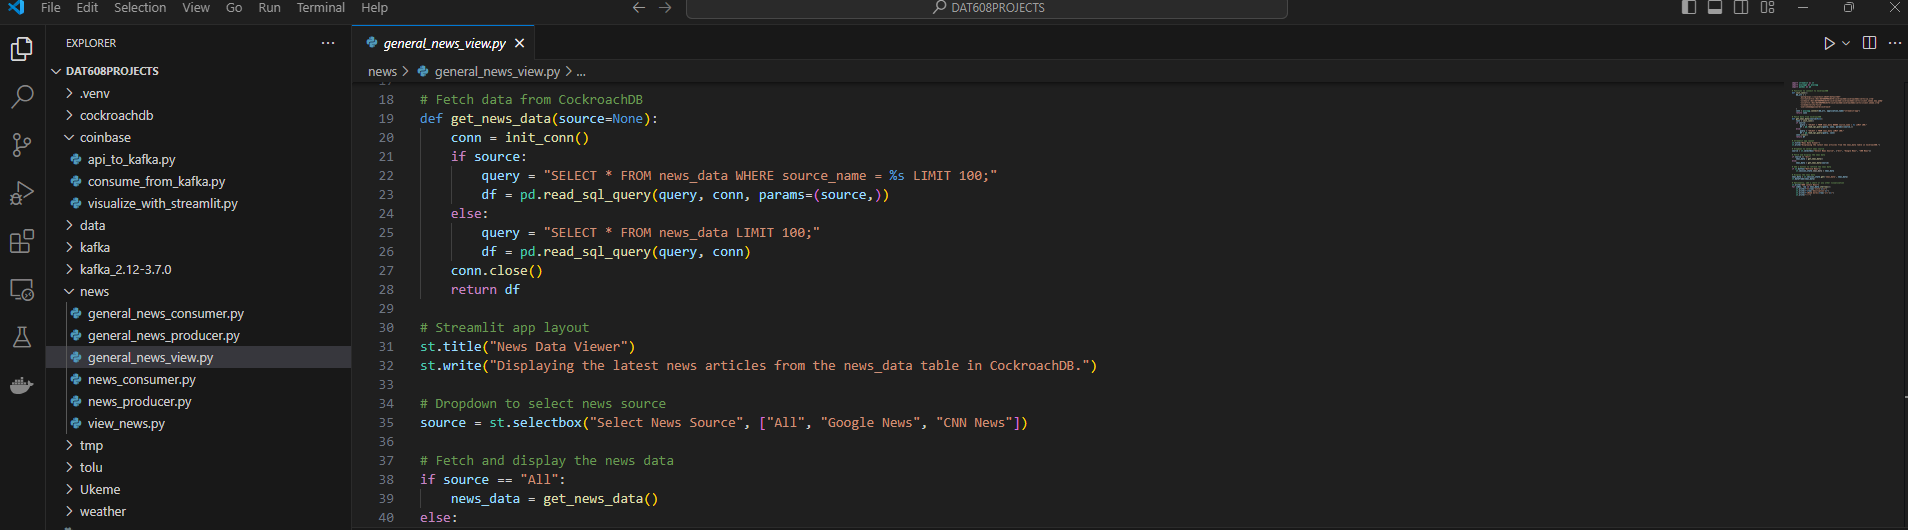 File Edit Selection View Go Run Terminal Help
DAT608PROJECTS
EXPLORER
DAT608PROJECTS
.venv
cockroachdb
coinbase
api_to_kafka.py
consume_from_kafka.py
visualize_with_streamlit.py
data
kafka
kafka_2.12-3.7.0
news
general_news_consumer.py
general_news_producer.py
general_news_view.py
news_consumer.py
news_producer.py
view_news.py
tmp
tolu
Ukeme
weather
general_news_view.py
news > general_news_view.py > ...
18 # Fetch data from CockroachDB
19 def get_news_data(source=None):
20     conn = init_conn()
21     if source:
22         query = "SELECT * FROM news_data WHERE source_name = %s LIMIT 100;"
23         df = pd.read_sql_query(query, conn, params=(source,))
24     else:
25         query = "SELECT * FROM news_data LIMIT 100;"
26         df = pd.read_sql_query(query, conn)
27     conn.close()
28     return df
29
30 # Streamlit app layout
31 st.title("News Data Viewer")
32 st.write("Displaying the latest news articles from the news_data table in CockroachDB.")
33
34 # Dropdown to select news source
35 source = st.selectbox("Select News Source", ["All", "Google News", "CNN News"])
36
37 # Fetch and display the news data
38 if source == "All":
39     news_data = get_news_data()
40 else: